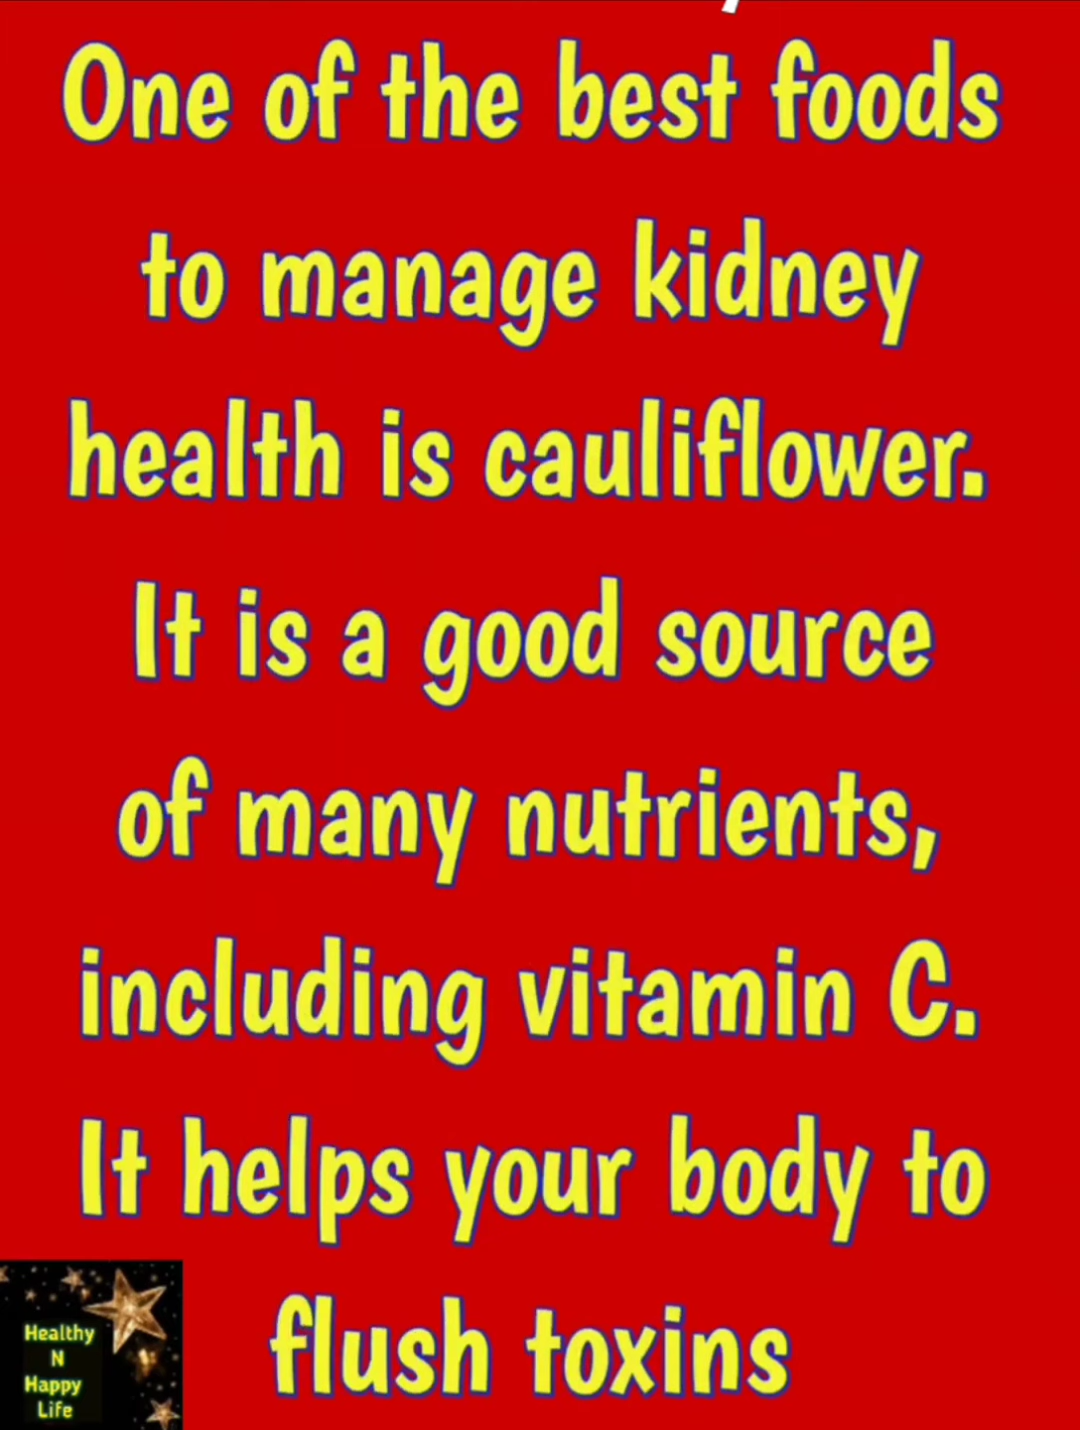 One of the best foods
to manage kidney
health is cauliflower.
It is a good source
of many nutrients,
including vitamin C.
It helps your body to
flush toxins
Healthy
N
Happy
Life